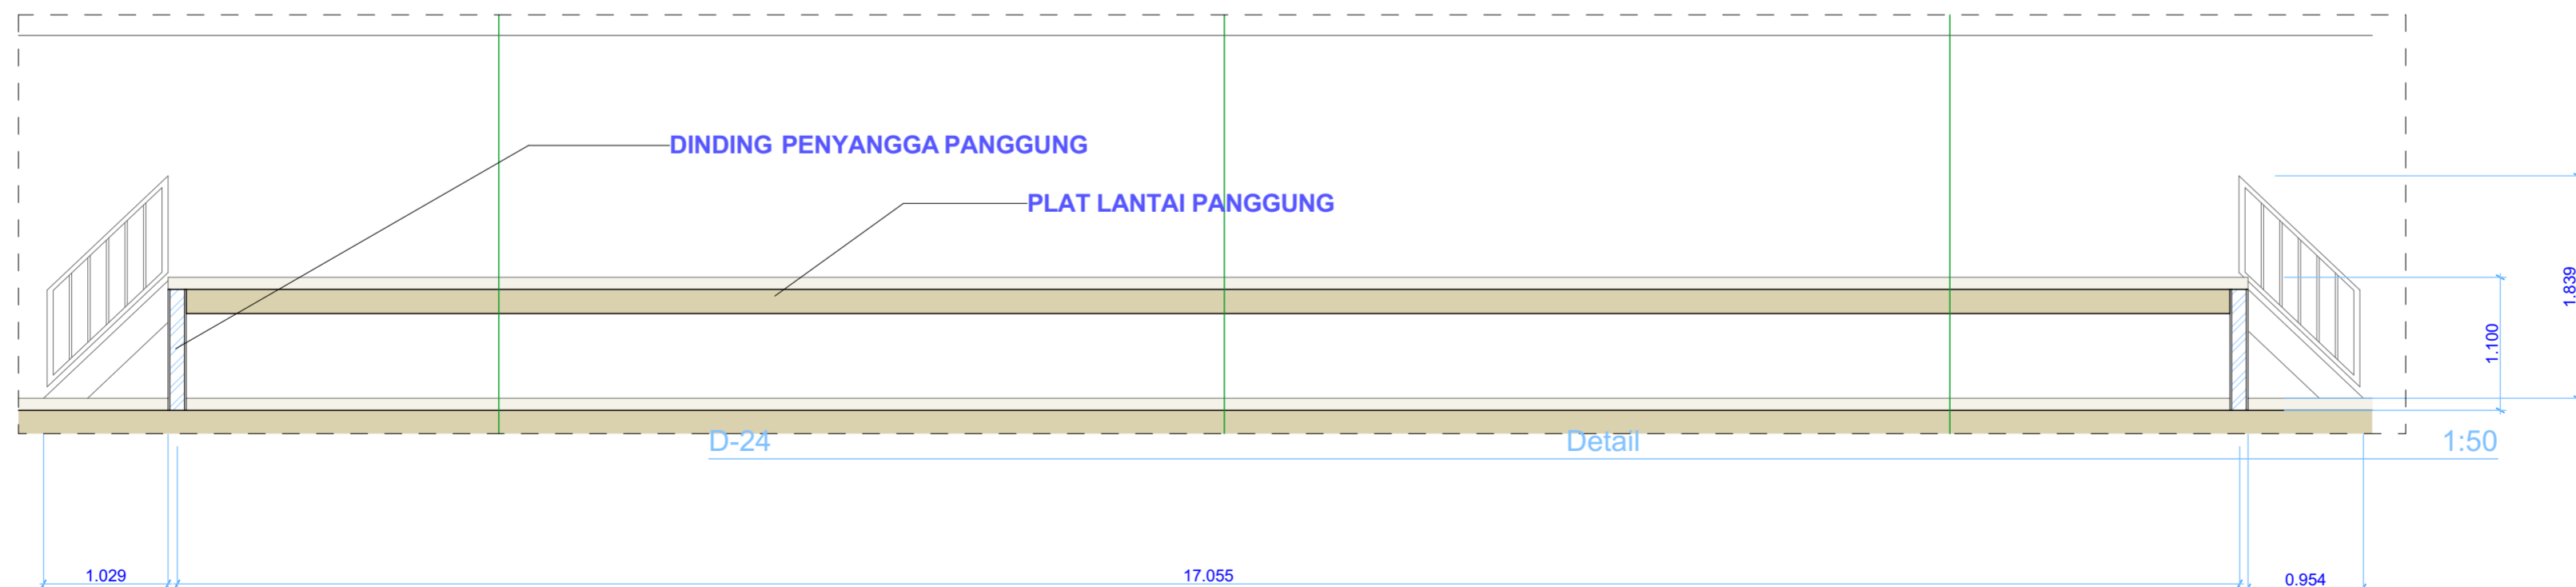 DINDING PENYANGGA PANGGUNG
PLAT LANTAI PANGGUNG
1.839
1.100
D-24 Detail 1:50
1.029 17.055 0.954